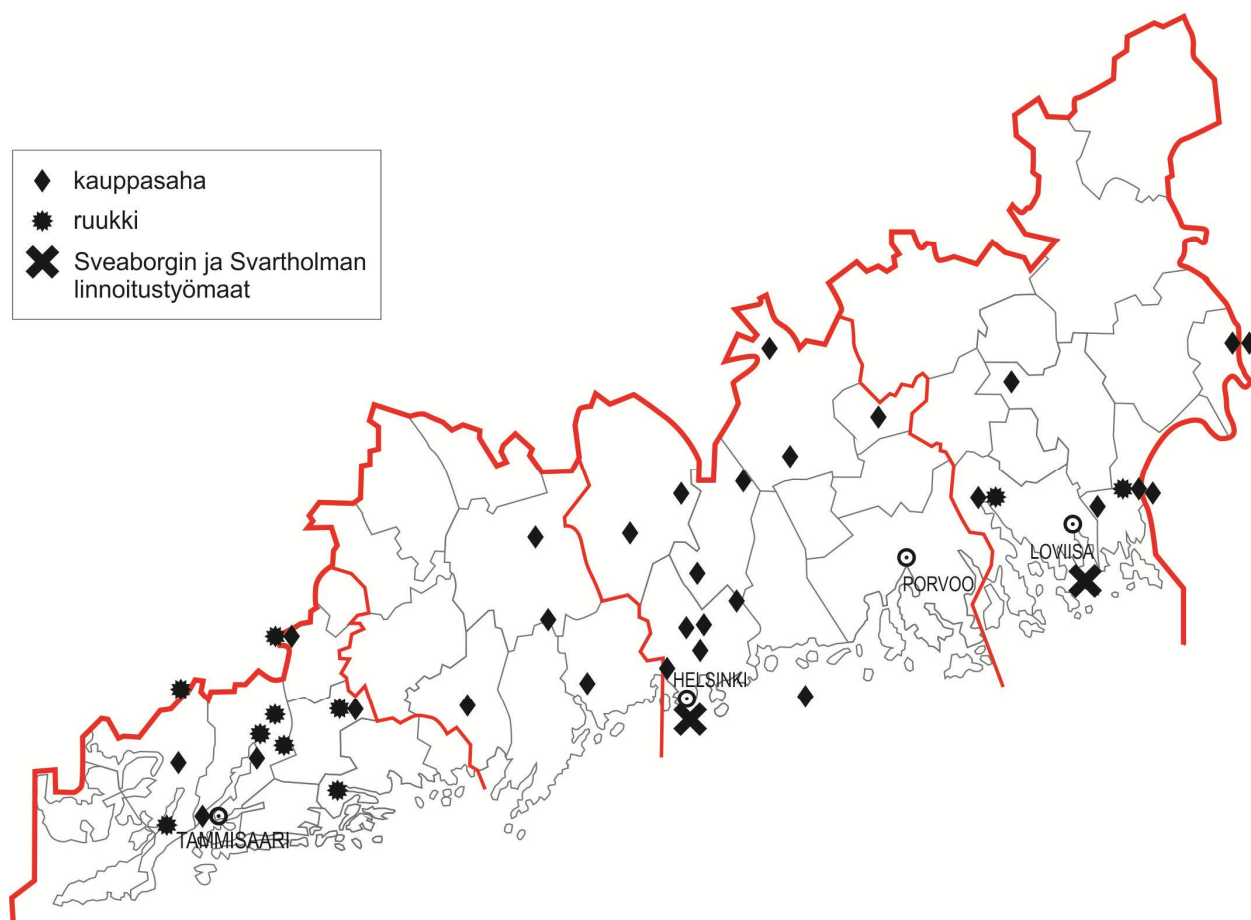 kauppasaha
ruukki
Sveaborgin ja Svartholman
linnoitustyömaat
LOVIISA
PORVOO
HELSINKI
TAMMISAARI